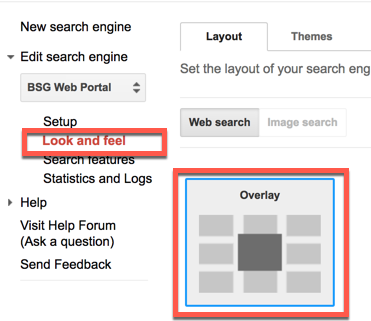 New search engine
Edit search engine
BSG Web Portal
Setup
Look and feel
Search features
Statistics and Logs
Help
Visit Help Forum
(Ask a question)
Send Feedback
Layout
Themes
Set the layout of your search eng
Web search
Image search
Overlay